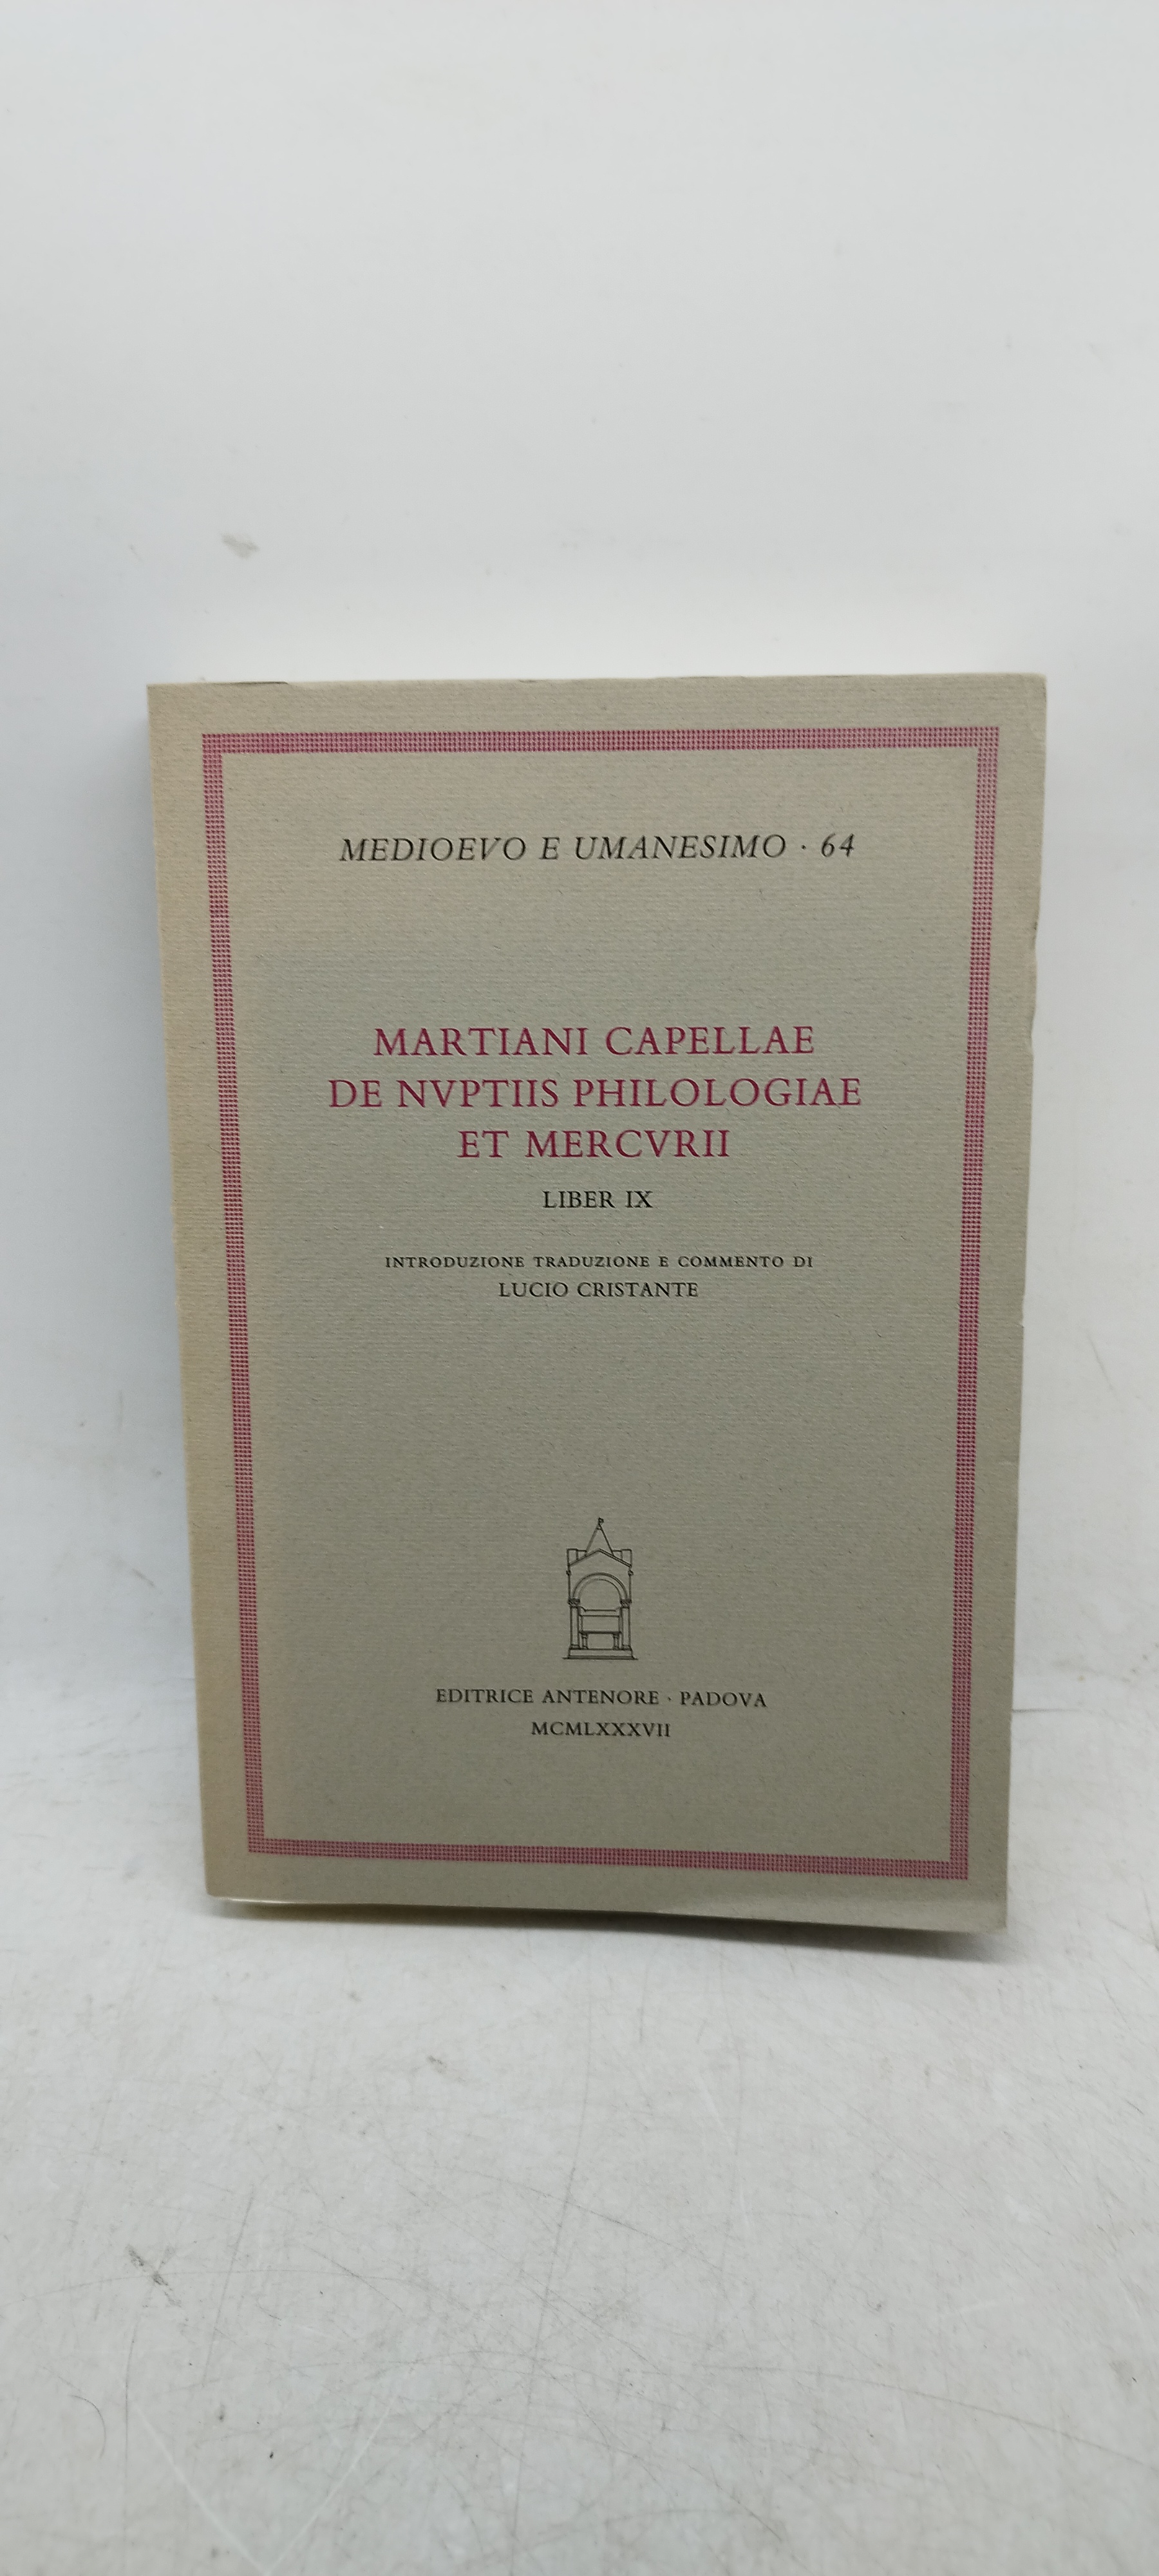 MEDIOEVO E UMANESIMO · 64
MARTIANI CAPELLAE
DE NVPTIIS PHILOLOGIAE
ET MERCVRII
LIBER IX
INTRODUZIONE TRADUZIONE E COMMENTO DI
LUCIO CRISTANTE
EDITRICE ANTENORE · PADOVA
MCMLXXXVII